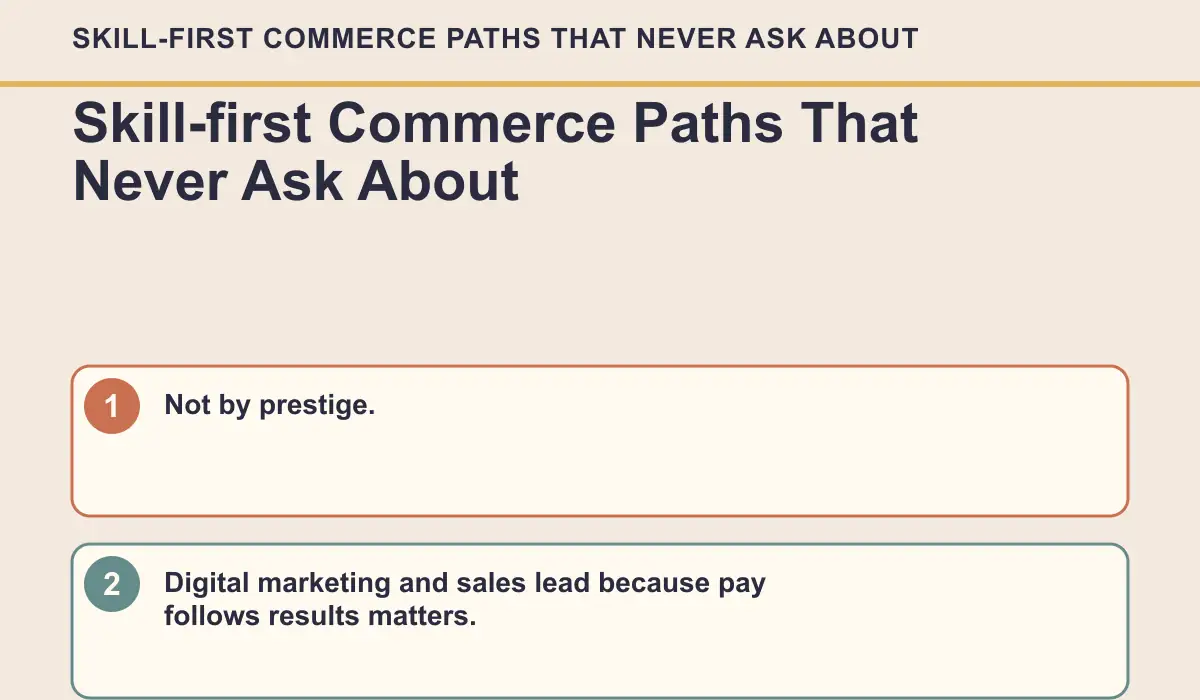 SKILL-FIRST COMMERCE PATHS THAT NEVER ASK ABOUT
Skill-first Commerce Paths That
Never Ask About
1
Not by prestige.
2
Digital marketing and sales lead because pay
follows results matters.